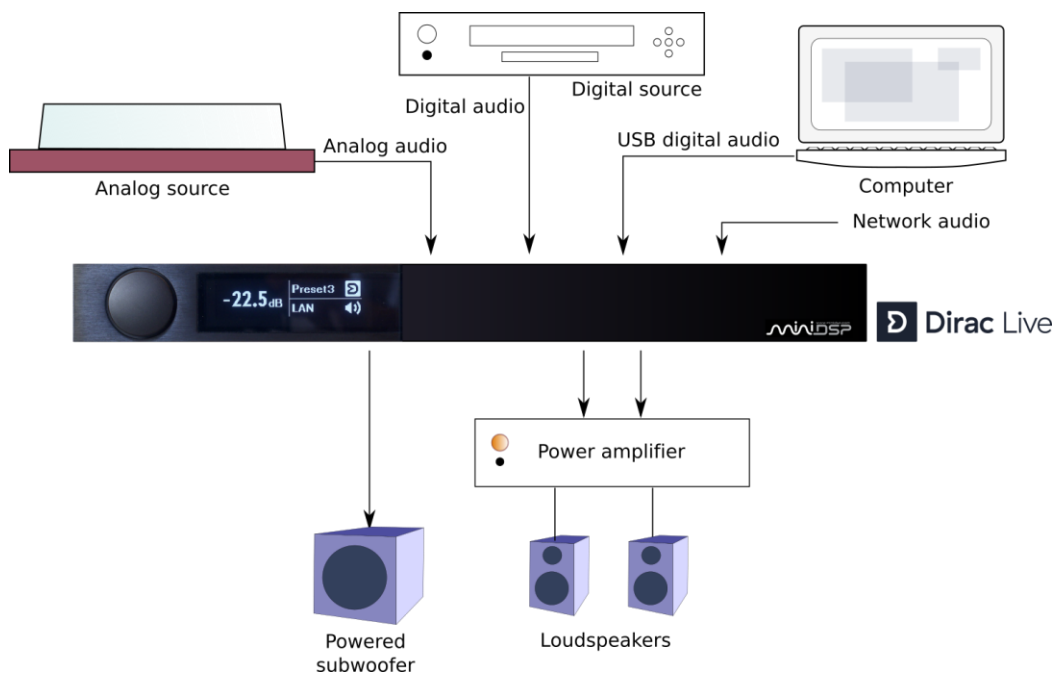 Digital audio
Digital source
Analog audio
Analog source
USB digital audio
Computer
Network audio
-22.5dB
Preset3
LAN
miniDSP
Dirac Live
Power amplifier
Powered
subwoofer
Loudspeakers